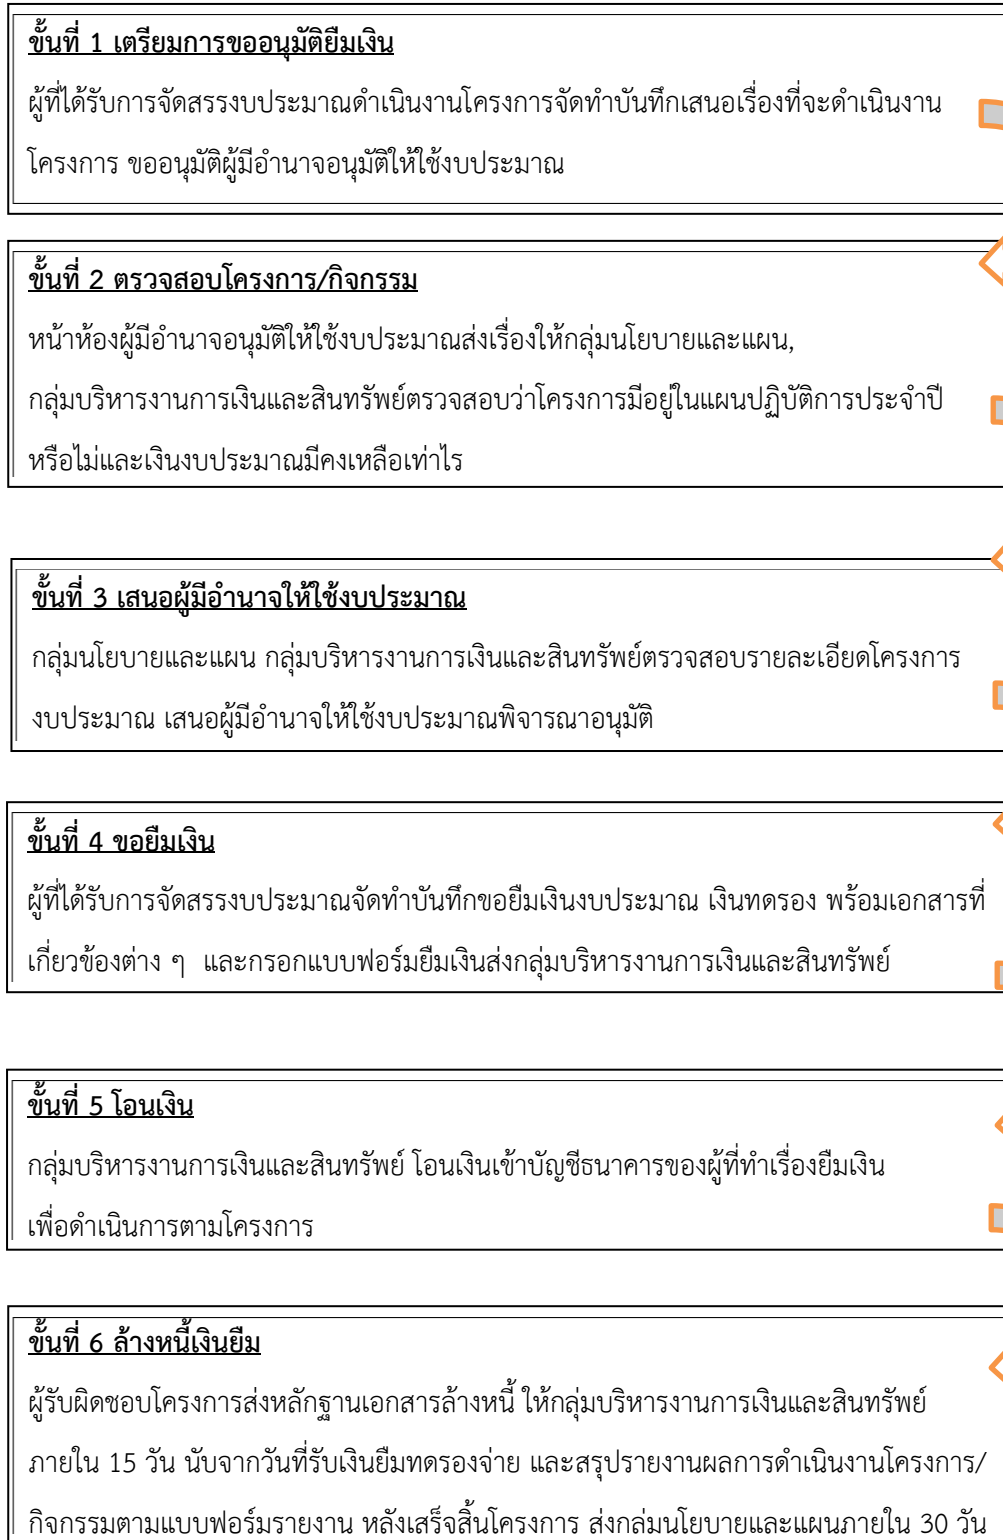 ขั้นที่ 1 เตรียมการขออนุมัติยืมเงิน
ผู้ที่ได้รับการจัดสรรงบประมาณดำเนินงานโครงการจัดทำบันทึกเสนอเรื่องที่จะดำเนินงาน
โครงการ ขออนุมัติผู้มีอำนาจอนุมัติให้ใช้งบประมาณ
ขั้นที่ 2 ตรวจสอบโครงการ/กิจกรรม
หน้าห้องผู้มีอำนาจอนุมัติให้ใช้งบประมาณส่งเรื่องให้กลุ่มนโยบายและแผน,
กลุ่มบริหารงานการเงินและสินทรัพย์ตรวจสอบว่าโครงการมีอยู่ในแผนปฏิบัติการประจำปี
หรือไม่และเงินงบประมาณมีคงเหลือเท่าไร
ขั้นที่ 3 เสนอผู้มีอำนาจให้ใช้งบประมาณ
กลุ่มนโยบายและแผน กลุ่มบริหารงานการเงินและสินทรัพย์ตรวจสอบรายละเอียดโครงการ
งบประมาณ เสนอผู้มีอำนาจให้ใช้งบประมาณพิจารณาอนุมัติ
ขั้นที่ 4 ขอยืมเงิน
ผู้ที่ได้รับการจัดสรรงบประมาณจัดทำบันทึกขอยืมเงินงบประมาณ เงินทดรอง พร้อมเอกสารที่
เกี่ยวข้องต่าง ๆ และกรอกแบบฟอร์มยืมเงินส่งกลุ่มบริหารงานการเงินและสินทรัพย์
ขั้นที่ 5 โอนเงิน
กลุ่มบริหารงานการเงินและสินทรัพย์ โอนเงินเข้าบัญชีธนาคารของผู้ที่ทำเรื่องยืมเงิน
เพื่อดำเนินการตามโครงการ
ขั้นที่ 6 ล้างหนี้เงินยืม
ผู้รับผิดชอบโครงการส่งหลักฐานเอกสารล้างหนี้ ให้กลุ่มบริหารงานการเงินและสินทรัพย์
ภายใน 15 วัน นับจากวันที่รับเงินยืมทดรองจ่าย และสรุปรายงานผลการดำเนินงานโครงการ/
กิจกรรมตามแบบฟอร์มรายงาน หลังเสร็จสิ้นโครงการ ส่งกลุ่มนโยบายและแผนภายใน 30 วัน